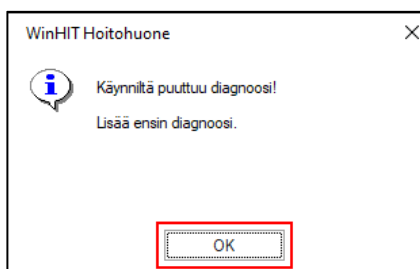 WinHIT Hoitohuone
Käynniltä puuttuu diagnoosi!
Lisää ensin diagnoosi.
OK